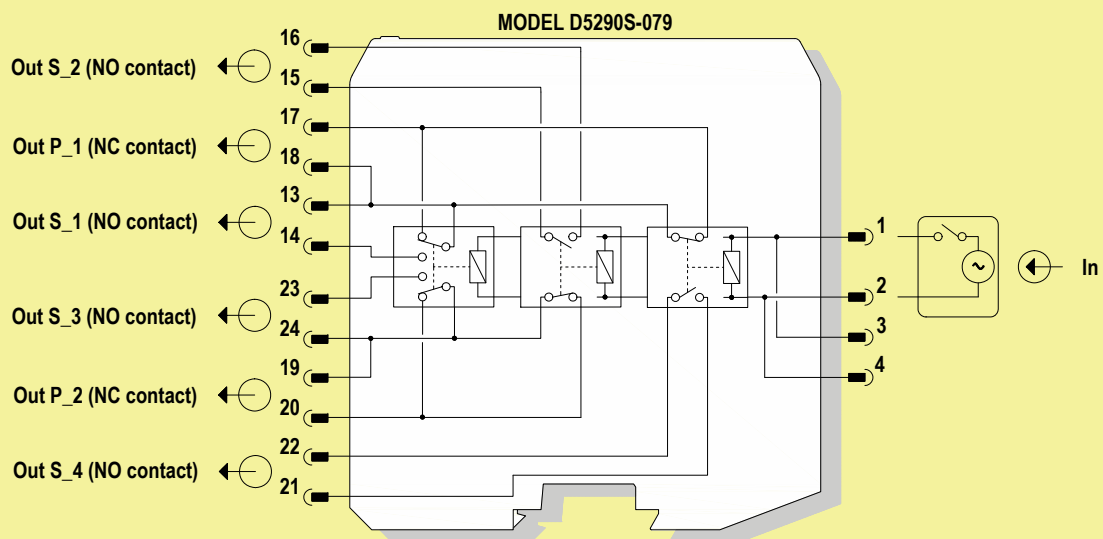 MODEL D5290S-079
16
Out S_2 (NO contact)
15
17
Out P_1 (NC contact)
18
13
Out S_1 (NO contact)
14
23
Out S_3 (NO contact)
24
19
Out P_2 (NC contact)
20
22
Out S_4 (NO contact)
21
1
2
In
3
4